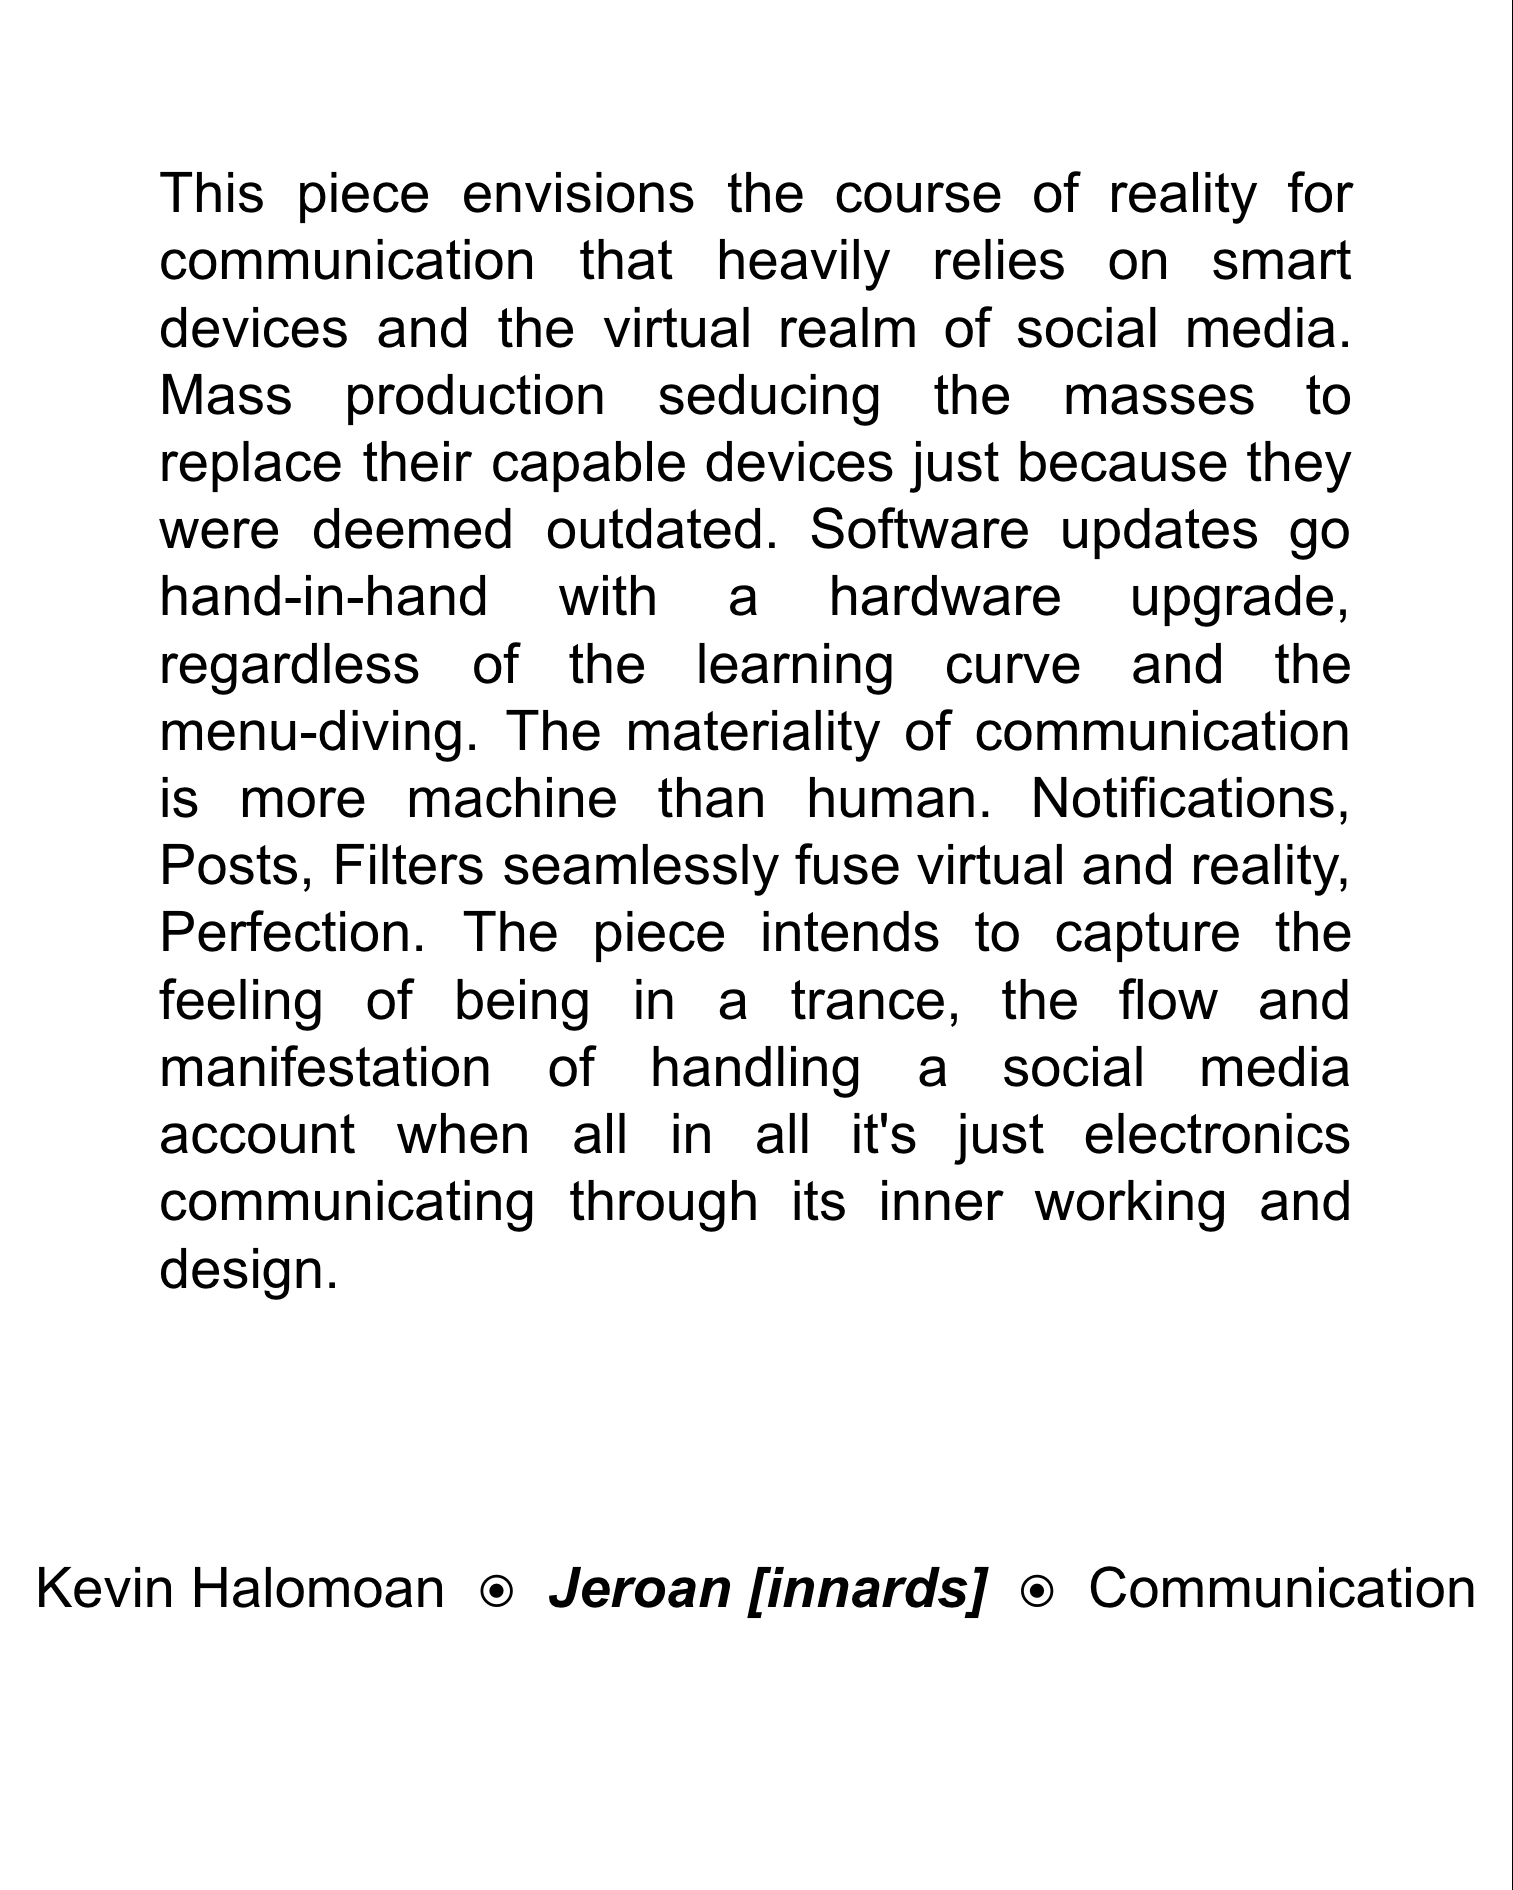 This piece envisions the course of reality for
communication that heavily relies on smart
devices and the virtual realm of social media.
Mass production seducing the masses to
replace their capable devices just because they
were deemed outdated. Software updates go
hand-in-hand with a hardware upgrade,
regardless of the learning curve and the
menu-diving. The materiality of communication
is more machine than human. Notifications,
Posts, Filters seamlessly fuse virtual and reality,
Perfection. The piece intends to capture the
feeling of being in a trance, the flow and
manifestation of handling a social media
account when all in all it's just electronics
communicating through its inner working and
design.
Kevin Halomoan ⦿ Jeroan [innards] ⦿ Communication